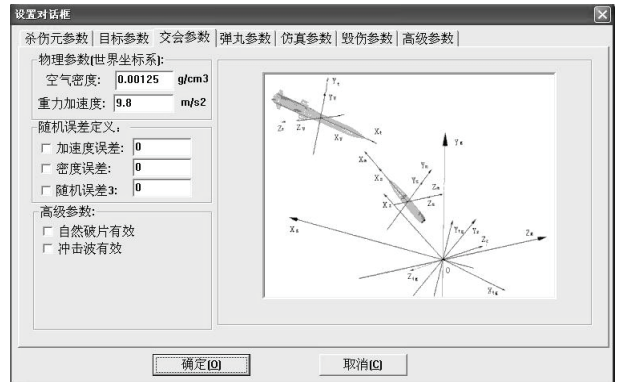 设置对话框
杀伤元参数 目标参数 交会参数 弹丸参数 仿真参数 毁伤参数 高级参数
物理参数(世界坐标系):
空气密度: 0.00125 g/cm3
重力加速度: 9.8 m/s2
随机误差定义:
加速度误差: 0
密度误差: 0
随机误差3: 0
高级参数:
自然破片有效
冲击波有效
O
确定[O] 取消[C]